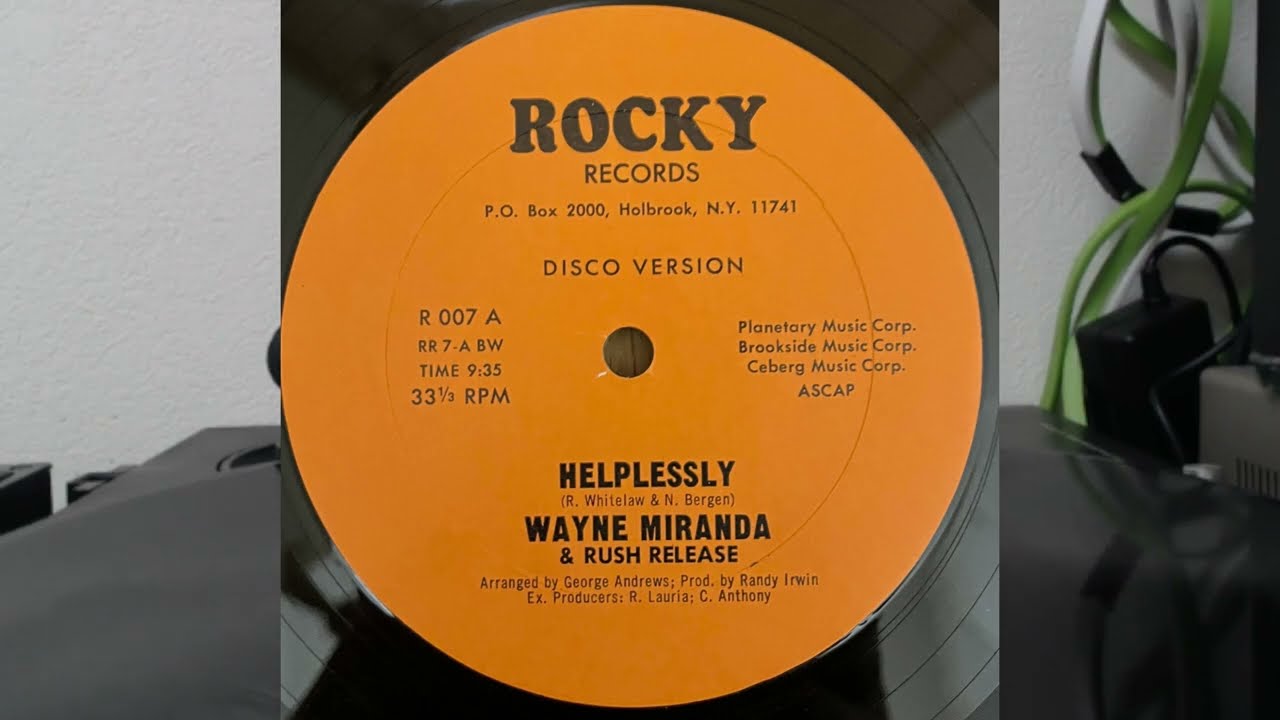 ROCKY
RECORDS
P.O. Box 2000, Holbrook, N.Y. 11741
DISCO VERSION
R 007 A
RR 7-A BW
TIME 9:35
33⅓ RPM
Planetary Music Corp.
Brookside Music Corp.
Ceberg Music Corp.
ASCAP
HELPLESSLY
(R. Whitelaw & N. Bergen)
WAYNE MIRANDA
& RUSH RELEASE
Arranged by George Andrews; Prod. by Randy Irwin
Ex. Producers: R. Lauria; C. Anthony